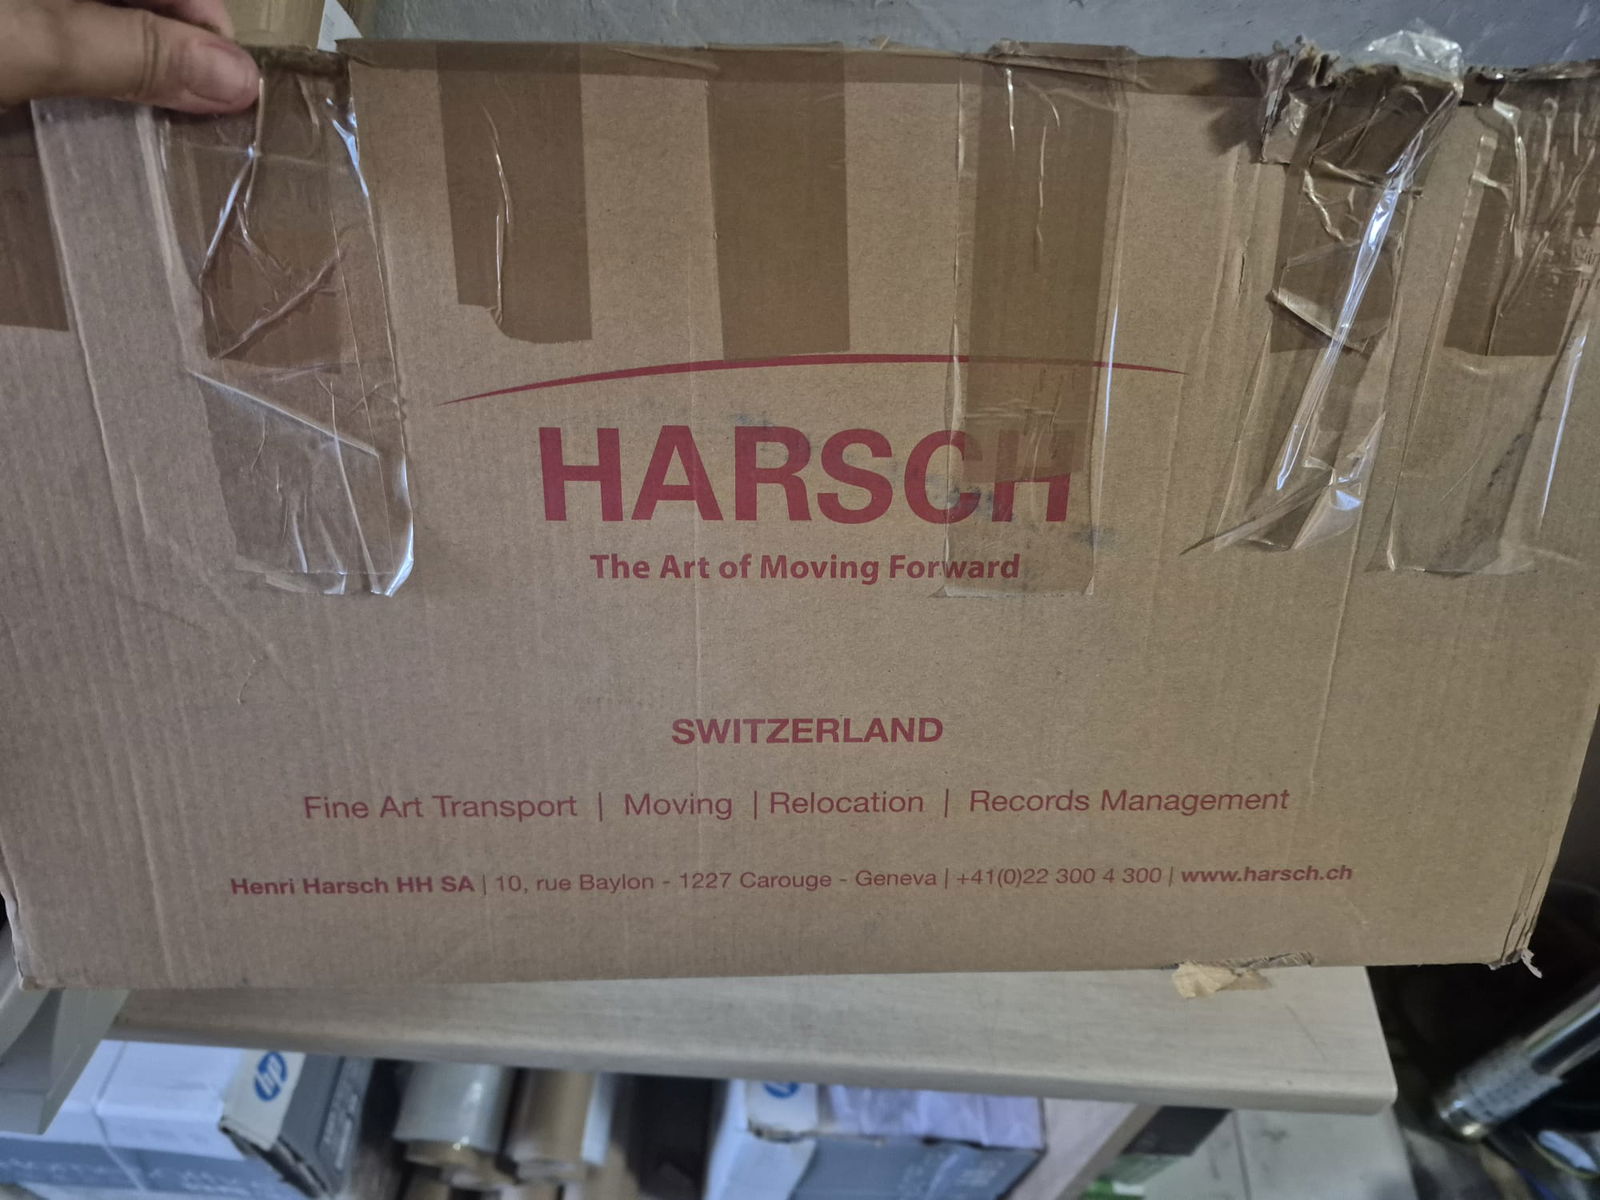 HARSCH
The Art of Moving Forward
SWITZERLAND
Fine Art Transport | Moving | Relocation | Records Management
Henri Harsch HH SA | 10, rue Baylon - 1227 Carouge - Geneva | +41(0)22 300 4 300 | www.harsch.ch
hp